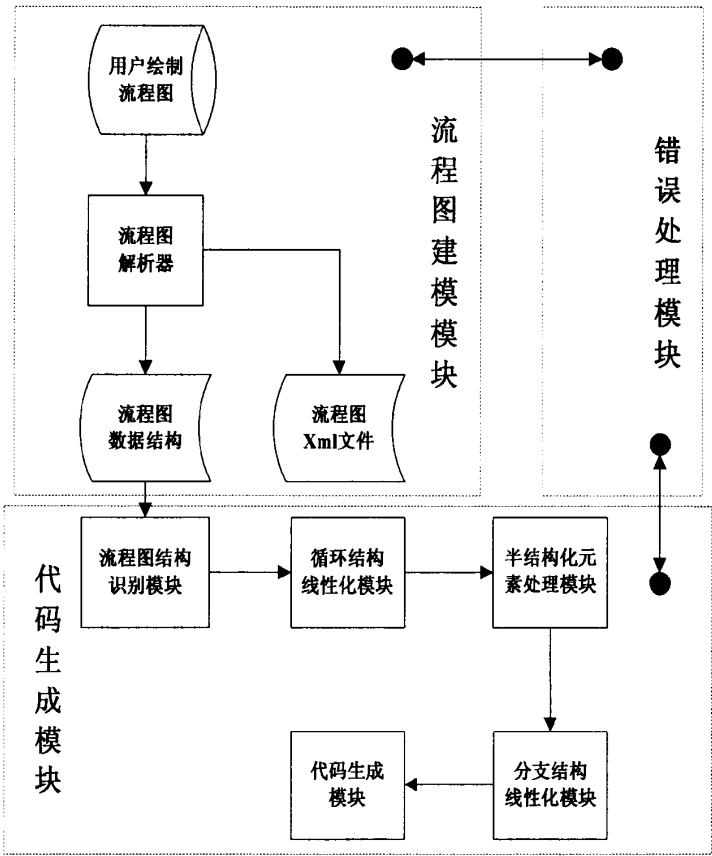 用户绘制
流程图
流程图建模模块
错误处理模块
流程图
解析器
流程图
数据结构
流程图
Xml文件
代码生成模块
流程图结构
识别模块
循环结构
线性化模块
半结构化元
素处理模块
代码生成
模块
分支结构
线性化模块